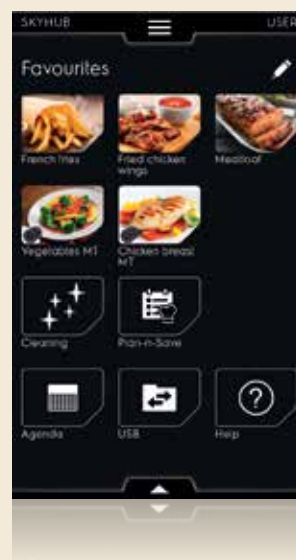 SKYHUB USER
Favourites
French fries Fried chicken wings Meatloaf
Vegetables MT Chicken breast MT
Cleaning Plan-n-Save
Agenda USB Help